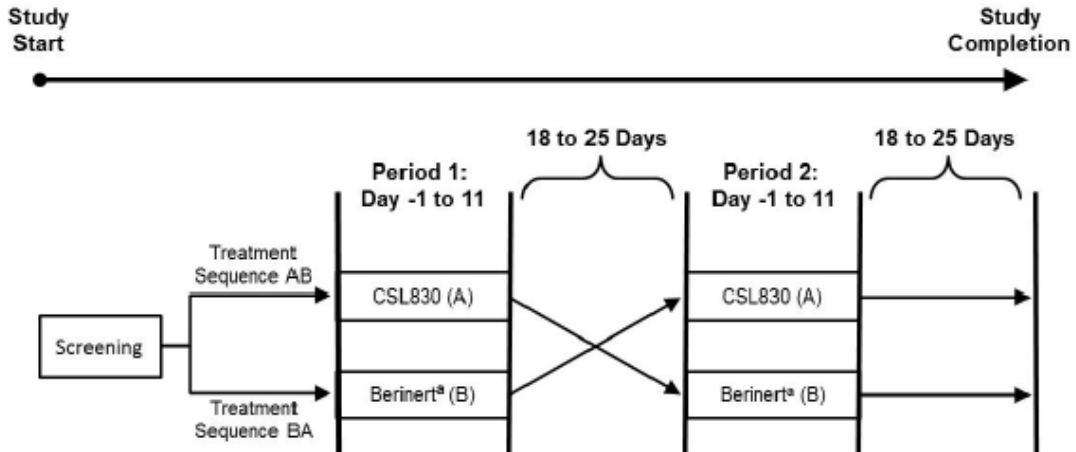 Study
Start
Study
Completion
18 to 25 Days
18 to 25 Days
Period 1:
Day -1 to 11
Period 2:
Day -1 to 11
Treatment
Sequence AB
CSL830 (A)
CSL830 (A)
Screening
Berinertª (B)
Berinertª (B)
Treatment
Sequence BA